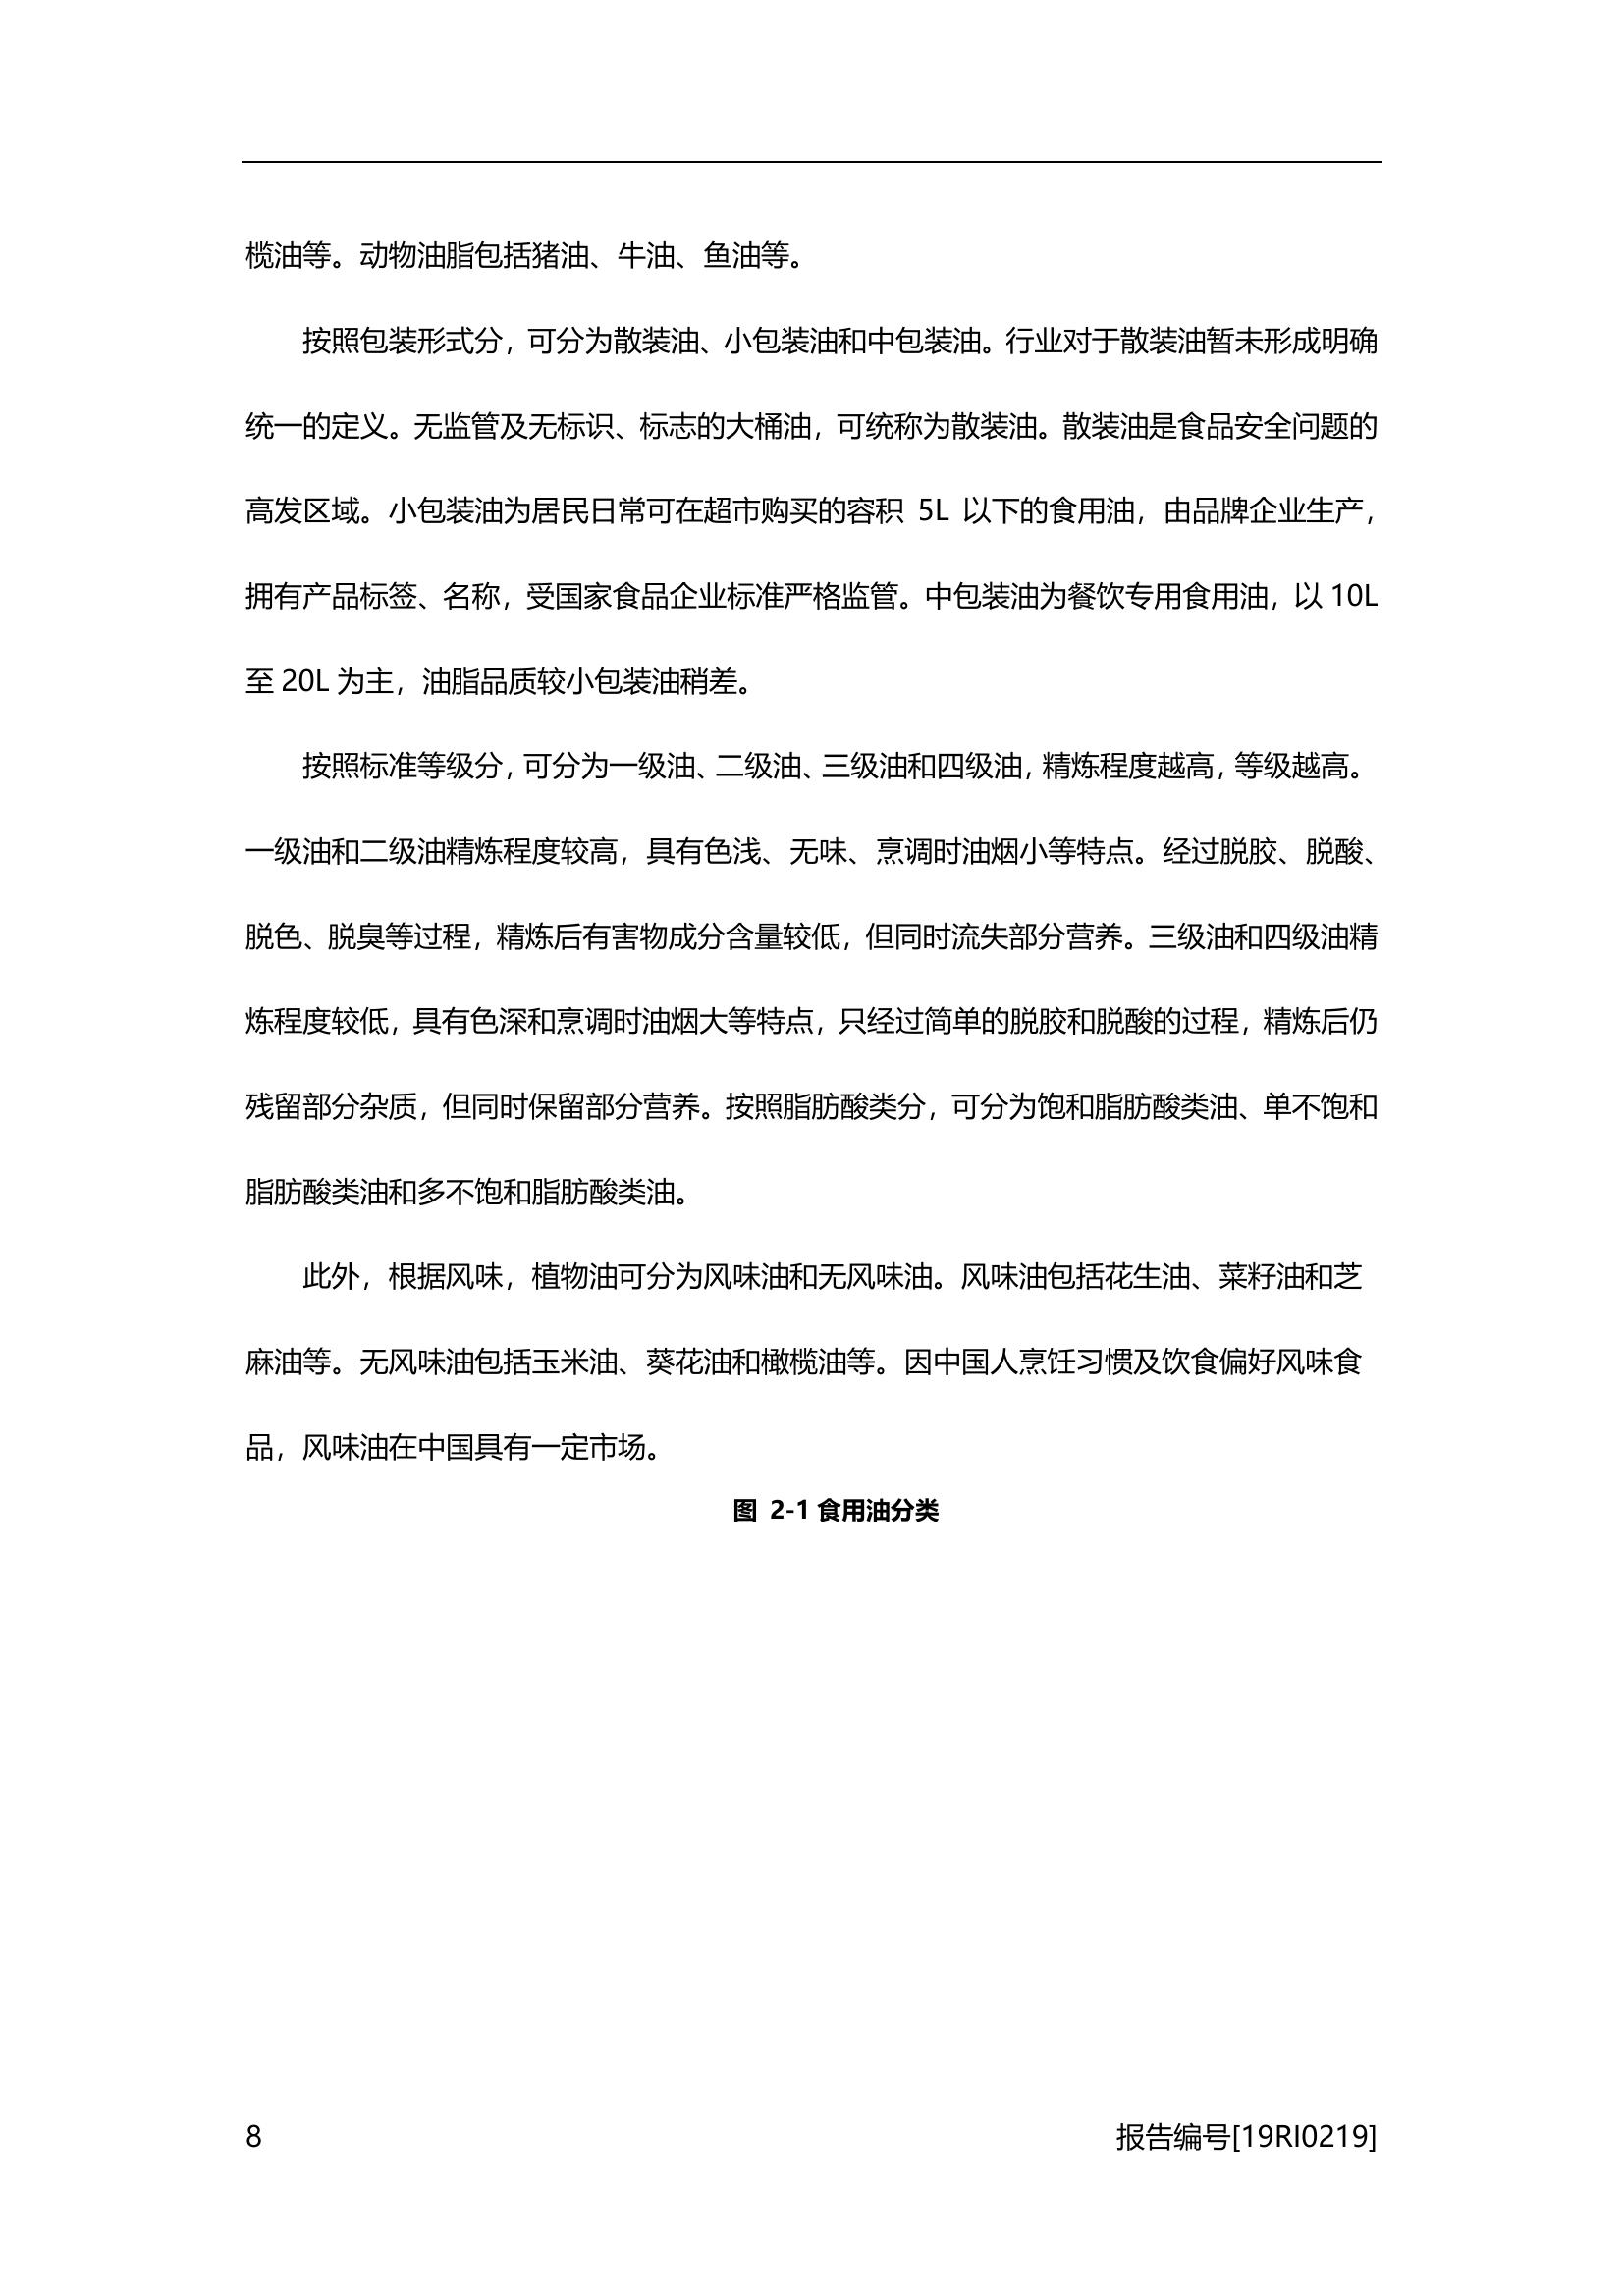 榄油等。动物油脂包括猪油、牛油、鱼油等。
按照包装形式分，可分为散装油、小包装油和中包装油。行业对于散装油暂未形成明确
统一的定义。无监管及无标识、标志的大桶油，可统称为散装油。散装油是食品安全问题的
高发区域。小包装油为居民日常可在超市购买的容积 5L 以下的食用油，由品牌企业生产，
拥有产品标签、名称，受国家食品企业标准严格监管。中包装油为餐饮专用食用油，以 10L
至 20L 为主，油脂品质较小包装油稍差。
按照标准等级分，可分为一级油、二级油、三级油和四级油，精炼程度越高，等级越高。
一级油和二级油精炼程度较高，具有色浅、无味、烹调时油烟小等特点。经过脱胶、脱酸、
脱色、脱臭等过程，精炼后有害物成分含量较低，但同时流失部分营养。三级油和四级油精
炼程度较低，具有色深和烹调时油烟大等特点，只经过简单的脱胶和脱酸的过程，精炼后仍
残留部分杂质，但同时保留部分营养。按照脂肪酸类分，可分为饱和脂肪酸类油、单不饱和
脂肪酸类油和多不饱和脂肪酸类油。
此外，根据风味，植物油可分为风味油和无风味油。风味油包括花生油、菜籽油和芝
麻油等。无风味油包括玉米油、葵花油和橄榄油等。因中国人烹饪习惯及饮食偏好风味食
品，风味油在中国具有一定市场。
图 2-1 食用油分类
8
报告编号[19RI0219]